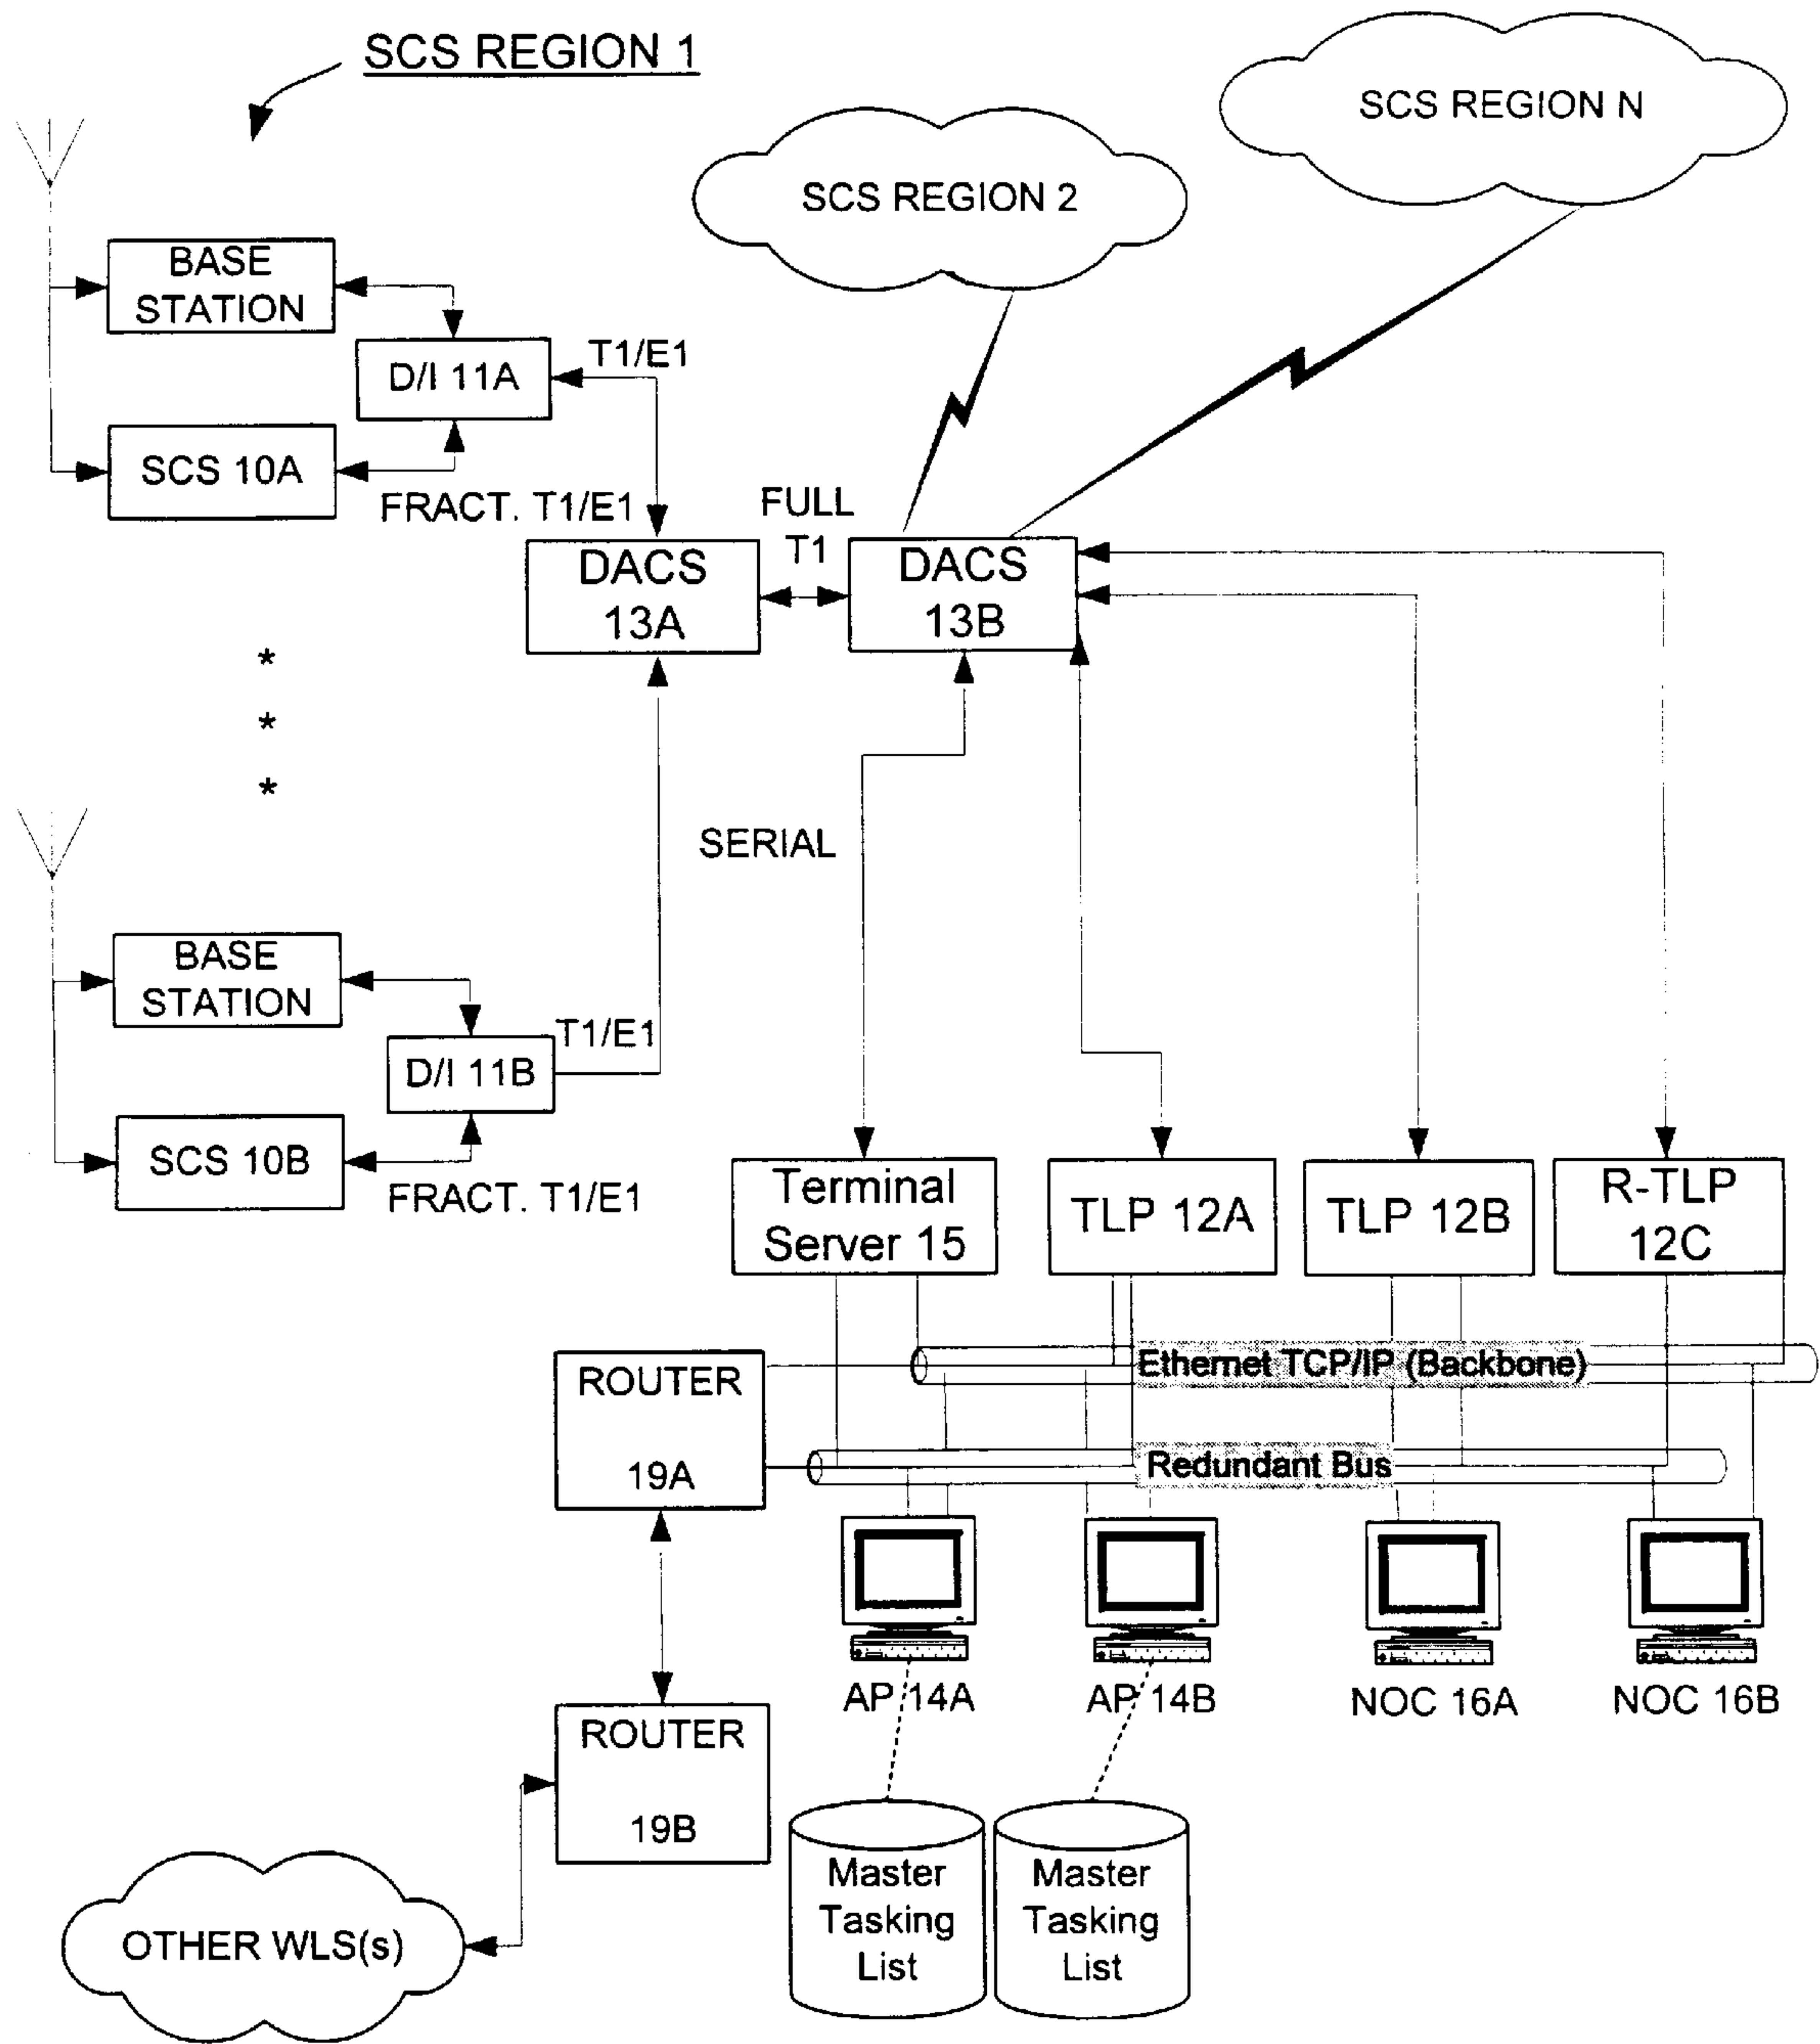 SCS REGION 1
SCS REGION N
SCS REGION 2
BASE
STATION
D/I 11A
T1/E1
SCS 10A
FRACT. T1/E1
FULL
T1
DACS
13A
DACS
13B
*
*
*
SERIAL
BASE
STATION
T1/E1
D/I 11B
SCS 10B
FRACT. T1/E1
Terminal
Server 15
TLP 12A
TLP 12B
R-TLP
12C
Ethernet TCP/IP (Backbone)
ROUTER
19A
Redundant Bus
AP 14A
AP 14B
NOC 16A
NOC 16B
ROUTER
19B
Master
Tasking
List
Master
Tasking
List
OTHER WLS(s)